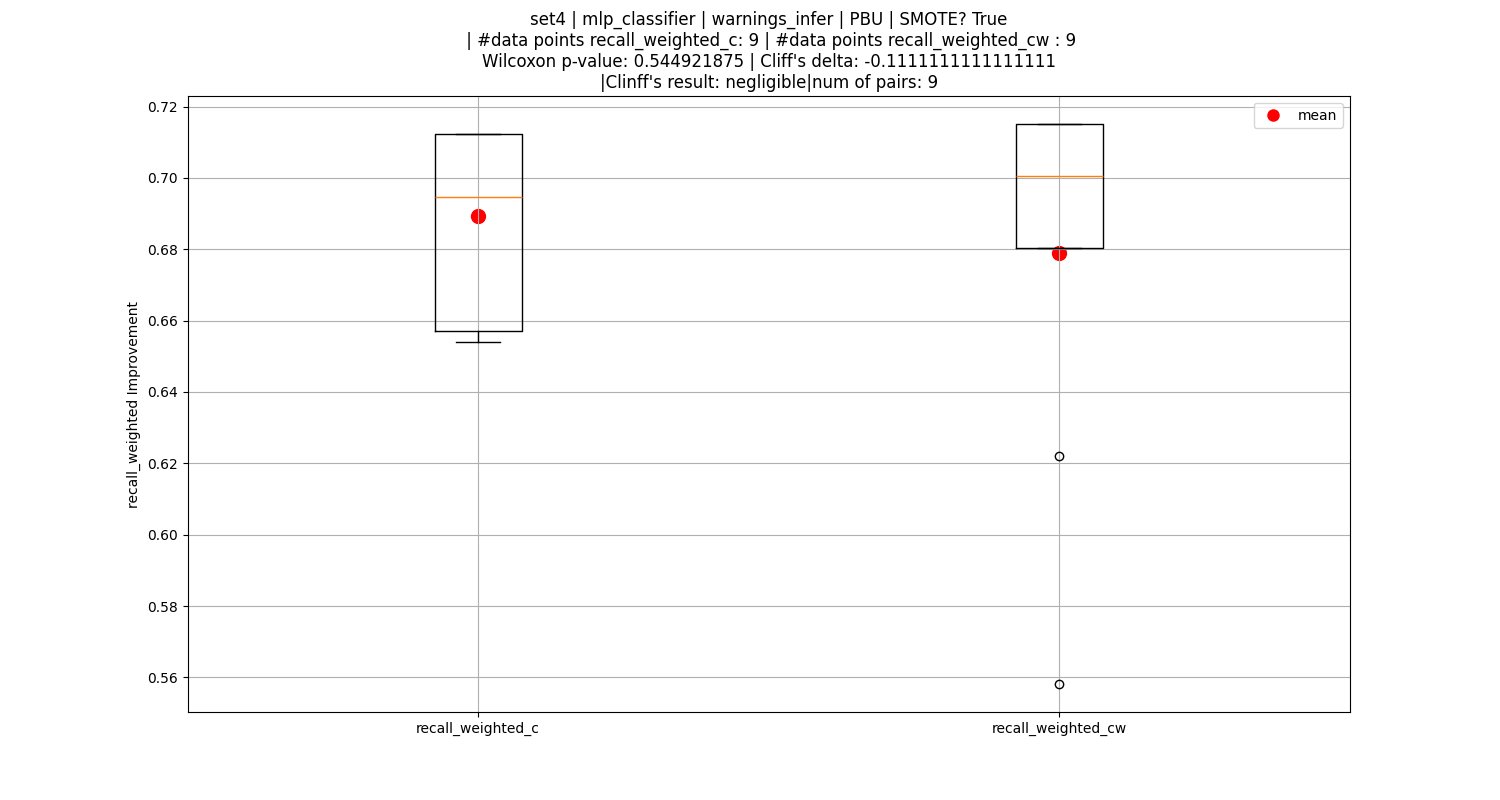 set4 | mlp_classifier | warnings_infer | PBU | SMOTE? True
| #data points recall_weighted_c: 9 | #data points recall_weighted_cw : 9
Wilcoxon p-value: 0.544921875 | Cliff's delta: -0.1111111111111111
|Clinff's result: negligible|num of pairs: 9
mean
0.72
0.70
0.68
0.66
0.64
0.62
0.60
0.58
0.56
recall_weighted Improvement
recall_weighted_c
recall_weighted_cw